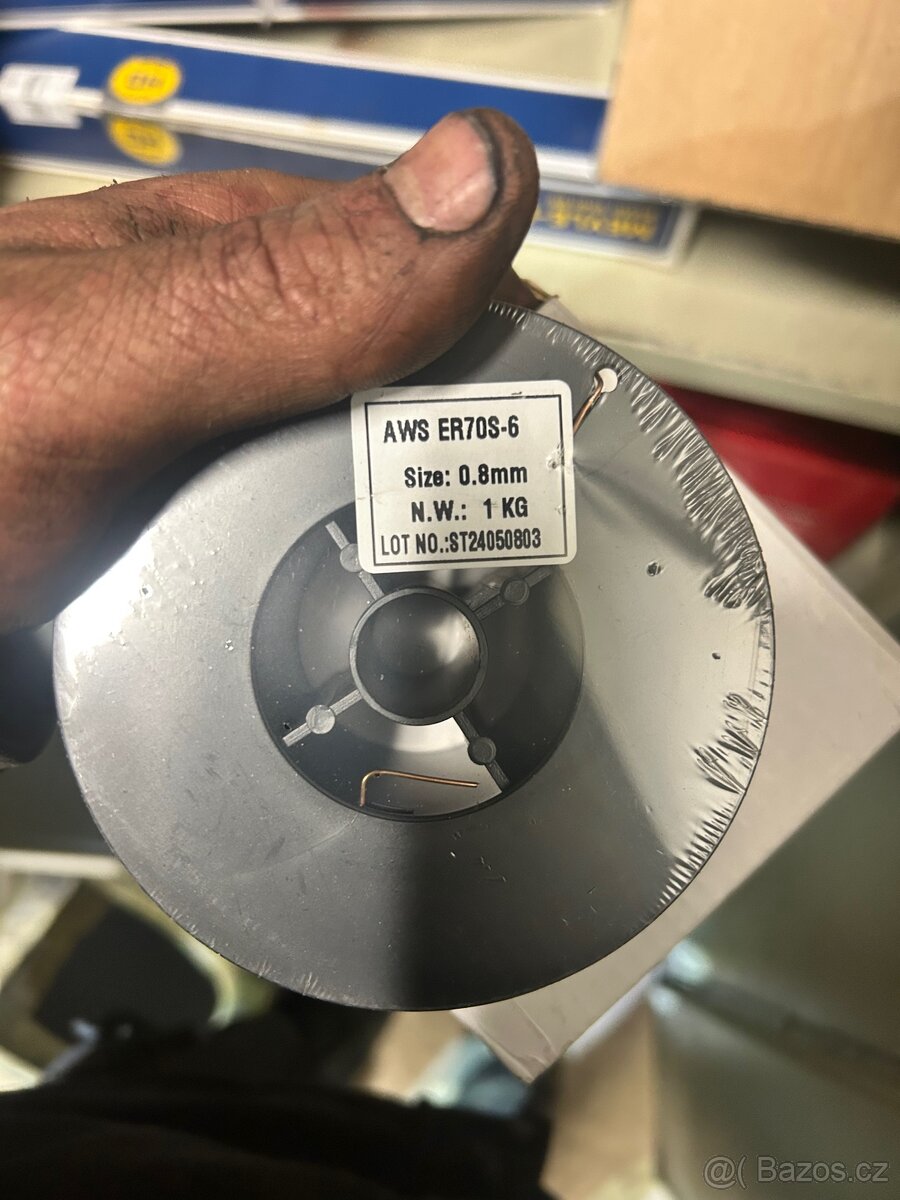 AWS ER70S-6
Size: 0.8mm
N.W.: 1 KG
LOT NO.:ST24050803
@( Bazos.cz